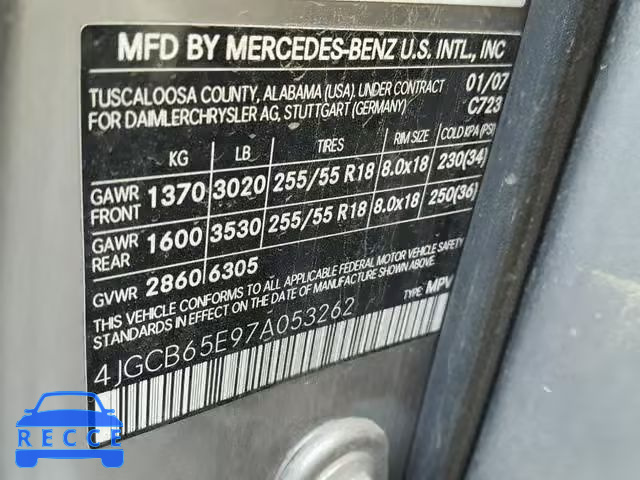 MFD BY MERCEDES-BENZ U.S. INTL., INC
TUSCALOOSA COUNTY, ALABAMA (USA), UNDER CONTRACT 01/07
FOR DAIMLERCHRYSLER AG, STUTTGART (GERMANY) C723
KG LB TIRES RIM SIZE COLD KPA (PSI)
GAWR FRONT 1370 3020 255/55 R18 8.0x18 230(34)
GAWR REAR 1600 3530 255/55 R18 8.0x18 250(36)
GVWR 2860 6305
THIS VEHICLE CONFORMS TO ALL APPLICABLE FEDERAL MOTOR VEHICLE SAFETY
STANDARDS IN EFFECT ON THE DATE OF MANUFACTURE SHOWN ABOVE.
4JGCB65E97A053262 TYPE: MPV
RECCE